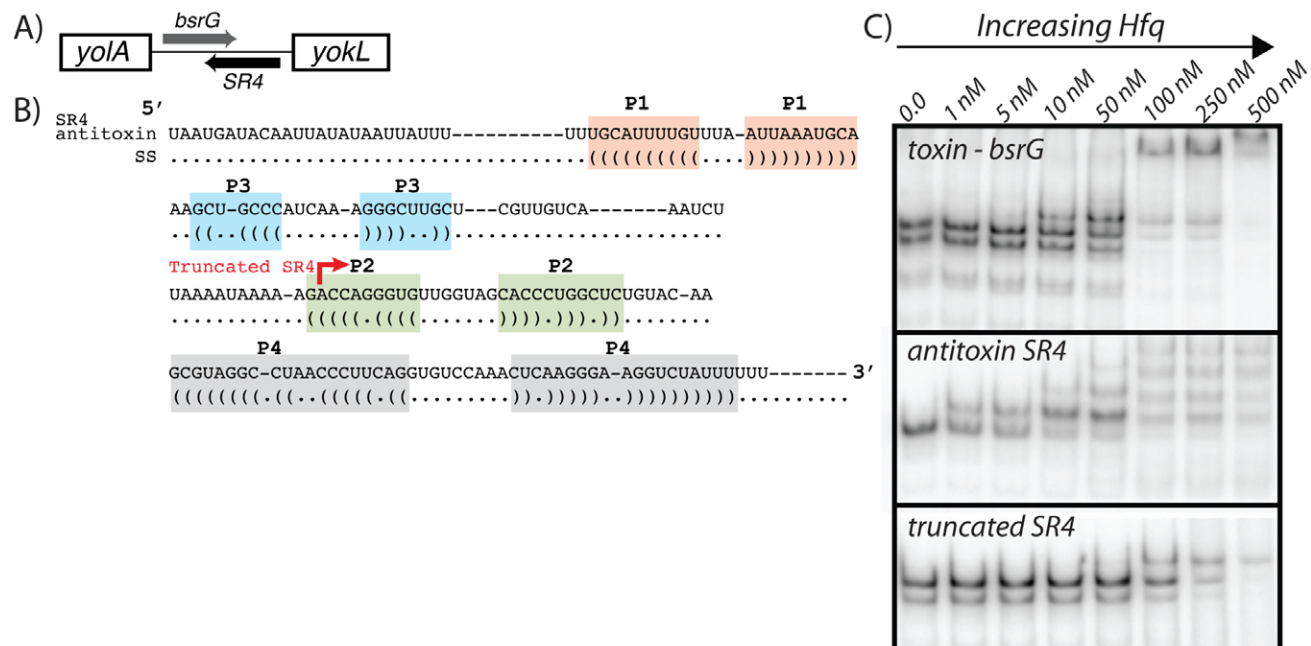 A)
bsrG
yolA
yokL
SR4
B)
5’
P1 P1
SR4
antitoxin UAAUGAUACAAUUAUAUAAUUAUUU----------UUUGCAUUUUGUUUA-AUUAAAUGCA
SS .....................................((((((((((....))))))))))
P3 P3
AAGCU-GCCCAUCAA-AGGGCUUGCU---CGUUGUCA-------AAUCU
..((..((((.......))))..))........................
Truncated SR4 P2 P2
UAAAAUAAAA-AGACCAGGGUGUUGGUAGCACCCUGGCUCUGUAC-AA
............(((((.((((.......)))).))).))........
P4 P4
GCGUAGGC-CUAACCCUUCAGGUGUCCAAACUCAAGGGA-AGGUCUAUUUUUU-------3’
((((((((.((..(((((.((.........)).)))))..))))))))))..........
C)
Increasing Hfq
0.0 1 nM 5 nM 10 nM 50 nM 100 nM 250 nM 500 nM
toxin - bsrG
antitoxin SR4
truncated SR4